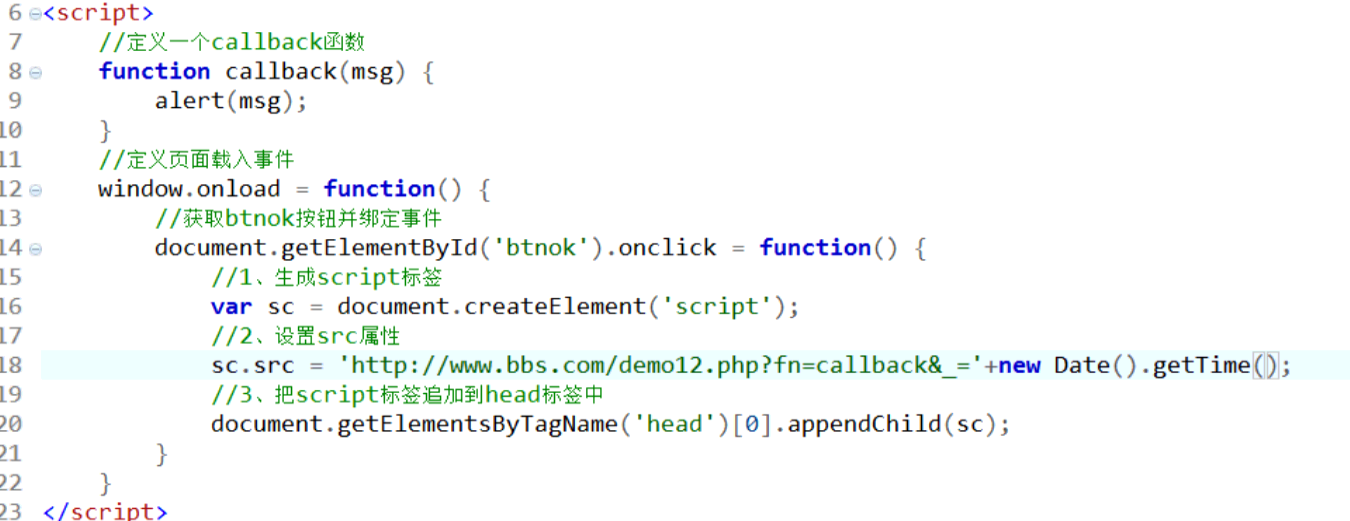 6 <script>
7 //定义一个callback函数
8 function callback(msg) {
9 alert(msg);
10 }
11 //定义页面载入事件
12 window.onload = function() {
13 //获取btnok按钮并绑定事件
14 document.getElementById('btnok').onclick = function() {
15 //1、生成script标签
16 var sc = document.createElement('script');
17 //2、设置src属性
18 sc.src = 'http://www.bbs.com/demo12.php?fn=callback&_='+new Date().getTime();
19 //3、把script标签追加到head标签中
20 document.getElementsByTagName('head')[0].appendChild(sc);
21 }
22 }
23 </script>